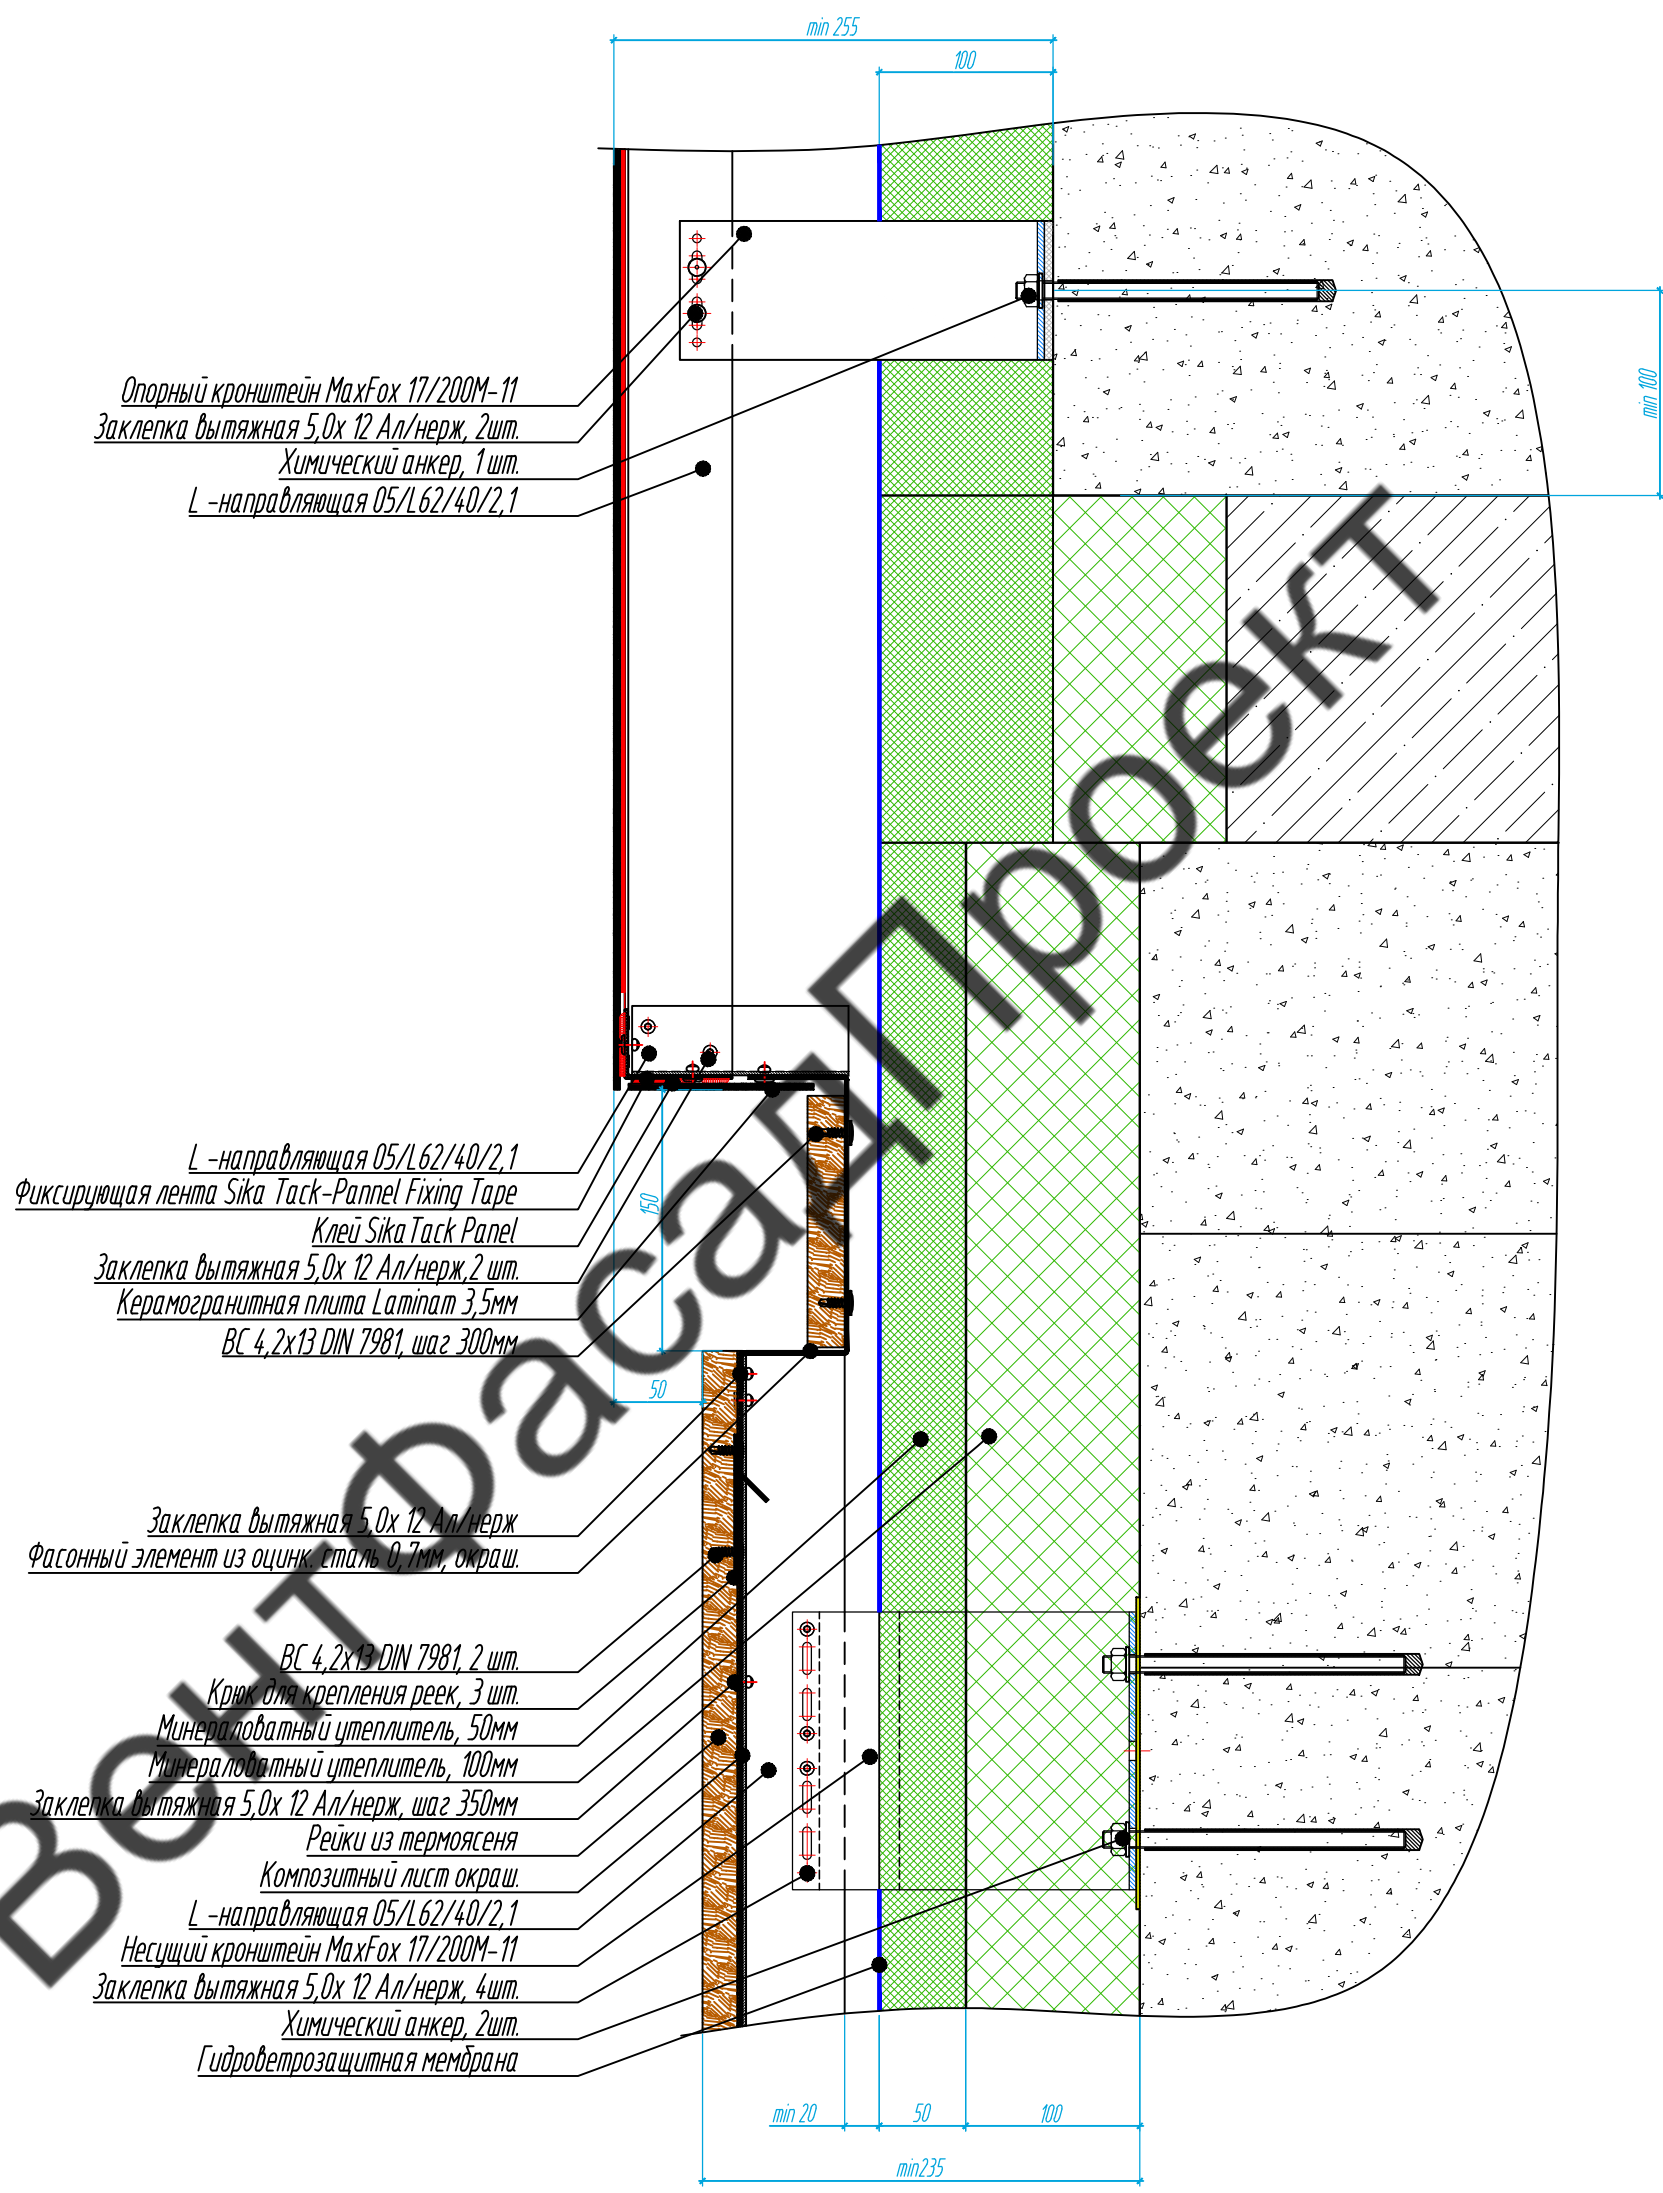 min 255
100
Опорный кронштейн MaxFox 17/200М-11
Заклепка вытяжная 5,0х 12 Ал/нерж, 2шт.
Химический анкер, 1 шт.
L -направляющая 05/L62/40/2,1
min 100
L -направляющая 05/L62/40/2,1
Фиксирующая лента Sika Tack-Pannel Fixing Tape
Клей SikaTack Panel
Заклепка вытяжная 5,0х 12 Ал/нерж,2 шт.
Керамогранитная плита Laminam 3,5мм
ВС 4,2х13 DIN 7981, шаг 300мм
150
50
Заклепка вытяжная 5,0х 12 Ал/нерж
Фасонный элемент из оцинк. сталь 0,7мм, окраш.
ВС 4,2х13 DIN 7981, 2 шт.
Крюк для крепления реек, 3 шт.
Минераловатный утеплитель, 50мм
Минераловатный утеплитель, 100мм
Заклепка вытяжная 5,0х 12 Ал/нерж, шаг 350мм
Рейки из термоясеня
Композитный лист окраш.
L -направляющая 05/L62/40/2,1
Несущий кронштейн MaxFox 17/200М-11
Заклепка вытяжная 5,0х 12 Ал/нерж, 4шт.
Химический анкер, 2шт.
Гидроветрозащитная мембрана
min 20
50
100
min235
ВентФасадПроект